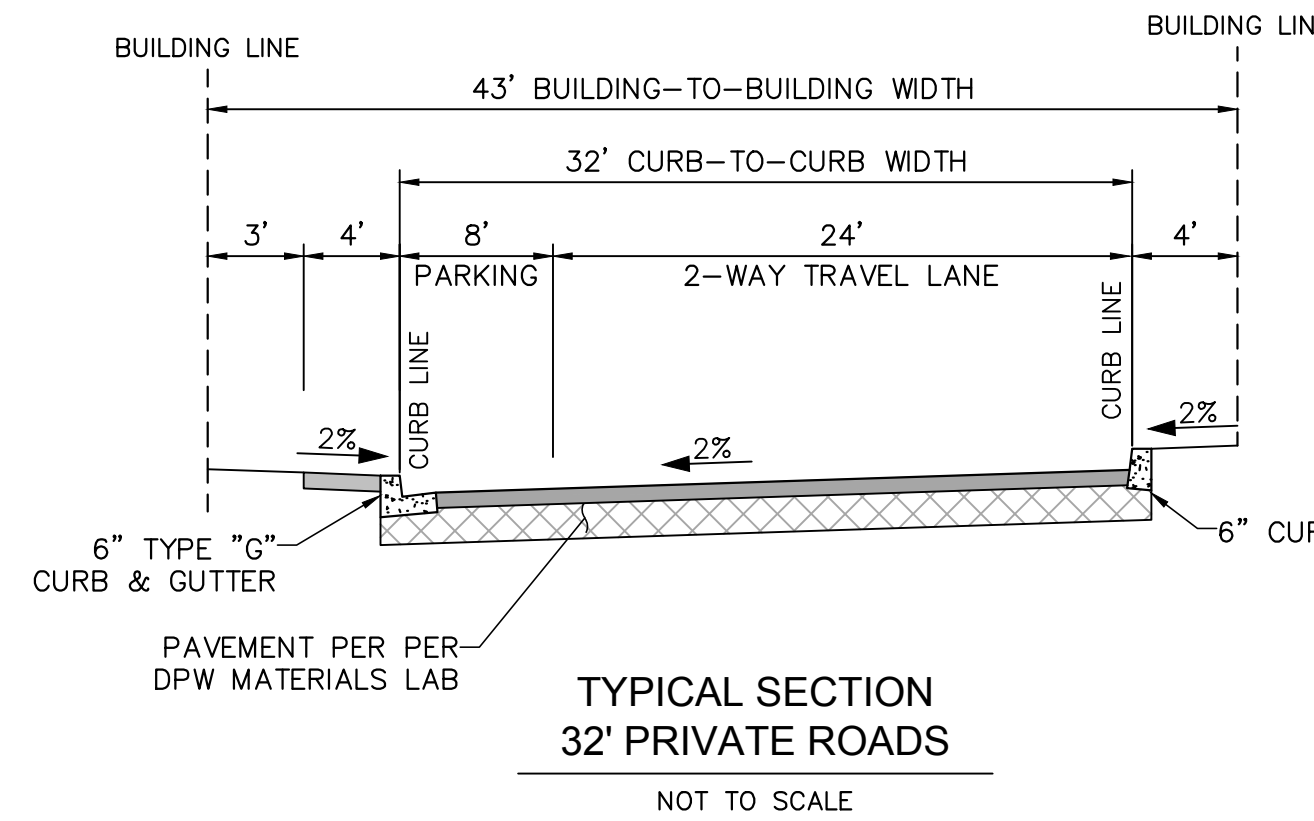 BUILDING LINE
BUILDING LIN
43' BUILDING-TO-BUILDING WIDTH
32' CURB-TO-CURB WIDTH
3'
4'
8'
24'
4'
PARKING
2-WAY TRAVEL LANE
CURB LINE
CURB LINE
2%
2%
2%
6" TYPE "G"
CURB & GUTTER
6" CUR
PAVEMENT PER PER
DPW MATERIALS LAB
TYPICAL SECTION
32' PRIVATE ROADS
NOT TO SCALE